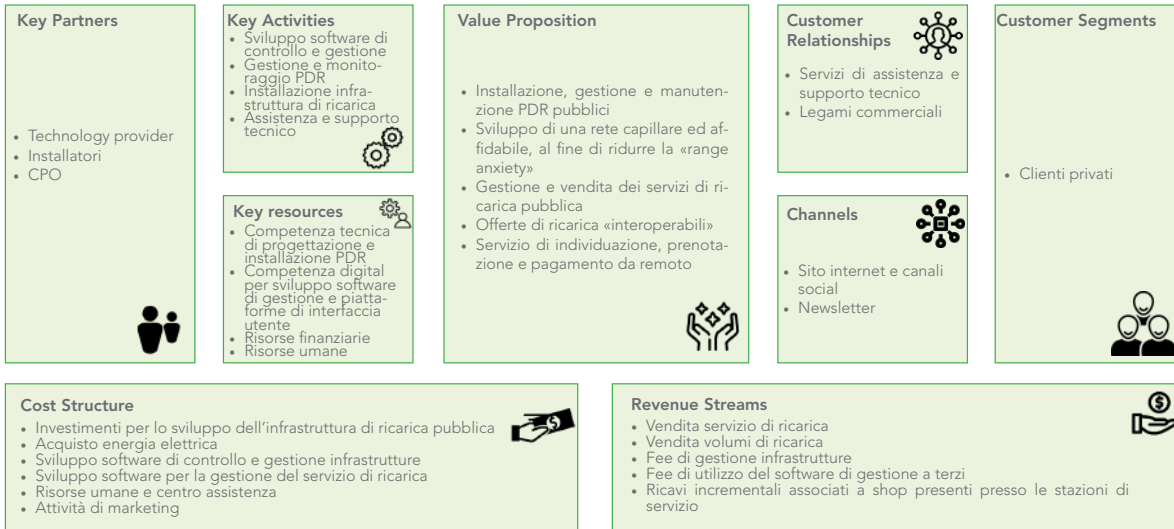 Key Partners
• Technology provider
• Installatori
• CPO
Key Activities
• Sviluppo software di
controllo e gestione
• Gestione e monito-
raggio PDR
• Installazione infra-
struttura di ricarica
• Assistenza e supporto
tecnico
Key resources
• Competenza tecnica
di progettazione e
installazione PDR
• Competenza digital
per sviluppo software
di gestione e piatta-
forme di interfaccia
utente
• Risorse finanziarie
• Risorse umane
Value Proposition
• Installazione, gestione e manuten-
zione PDR pubblici
• Sviluppo di una rete capillare ed af-
fidabile, al fine di ridurre la «range
anxiety»
• Gestione e vendita dei servizi di ri-
carica pubblica
• Offerte di ricarica «interoperabili»
• Servizio di individuazione, prenota-
zione e pagamento da remoto
Customer
Relationships
• Servizi di assistenza e
supporto tecnico
• Legami commerciali
Channels
• Sito internet e canali
social
• Newsletter
Customer Segments
• Clienti privati
Cost Structure
• Investimenti per lo sviluppo dell'infrastruttura di ricarica pubblica
• Acquisto energia elettrica
• Sviluppo software di controllo e gestione infrastrutture
• Sviluppo software per la gestione del servizio di ricarica
• Risorse umane e centro assistenza
• Attività di marketing
Revenue Streams
• Vendita servizio di ricarica
• Vendita volumi di ricarica
• Fee di gestione infrastrutture
• Fee di utilizzo del software di gestione a terzi
• Ricavi incrementali associati a shop presenti presso le stazioni di
servizio